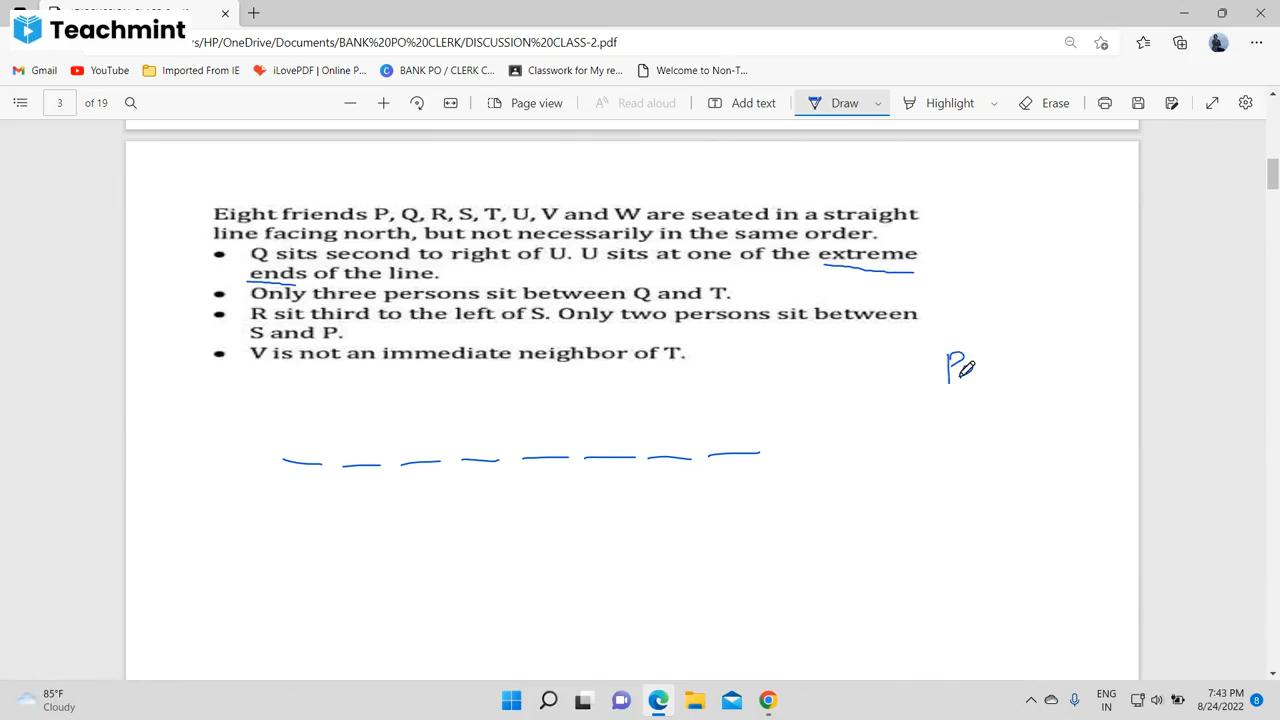 Teachmint
rs/HP/OneDrive/Documents/BANK%20PO%20CLERK/DISCUSSION%20CLASS-2.pdf
Gmail YouTube Imported From IE iLovePDF | Online P... BANK PO / CLERK C... Classwork for My re... Welcome to Non-T...
3 of 19 Page view Read aloud Add text Draw Highlight Erase
Eight friends P, Q, R, S, T, U, V and W are seated in a straight
line facing north, but not necessarily in the same order.
• Q sits second to right of U. U sits at one of the extreme
ends of the line.
• Only three persons sit between Q and T.
• R sit third to the left of S. Only two persons sit between
S and P.
• V is not an immediate neighbor of T.
P
85°F
Cloudy
ENG
IN
7:43 PM
8/24/2022
8